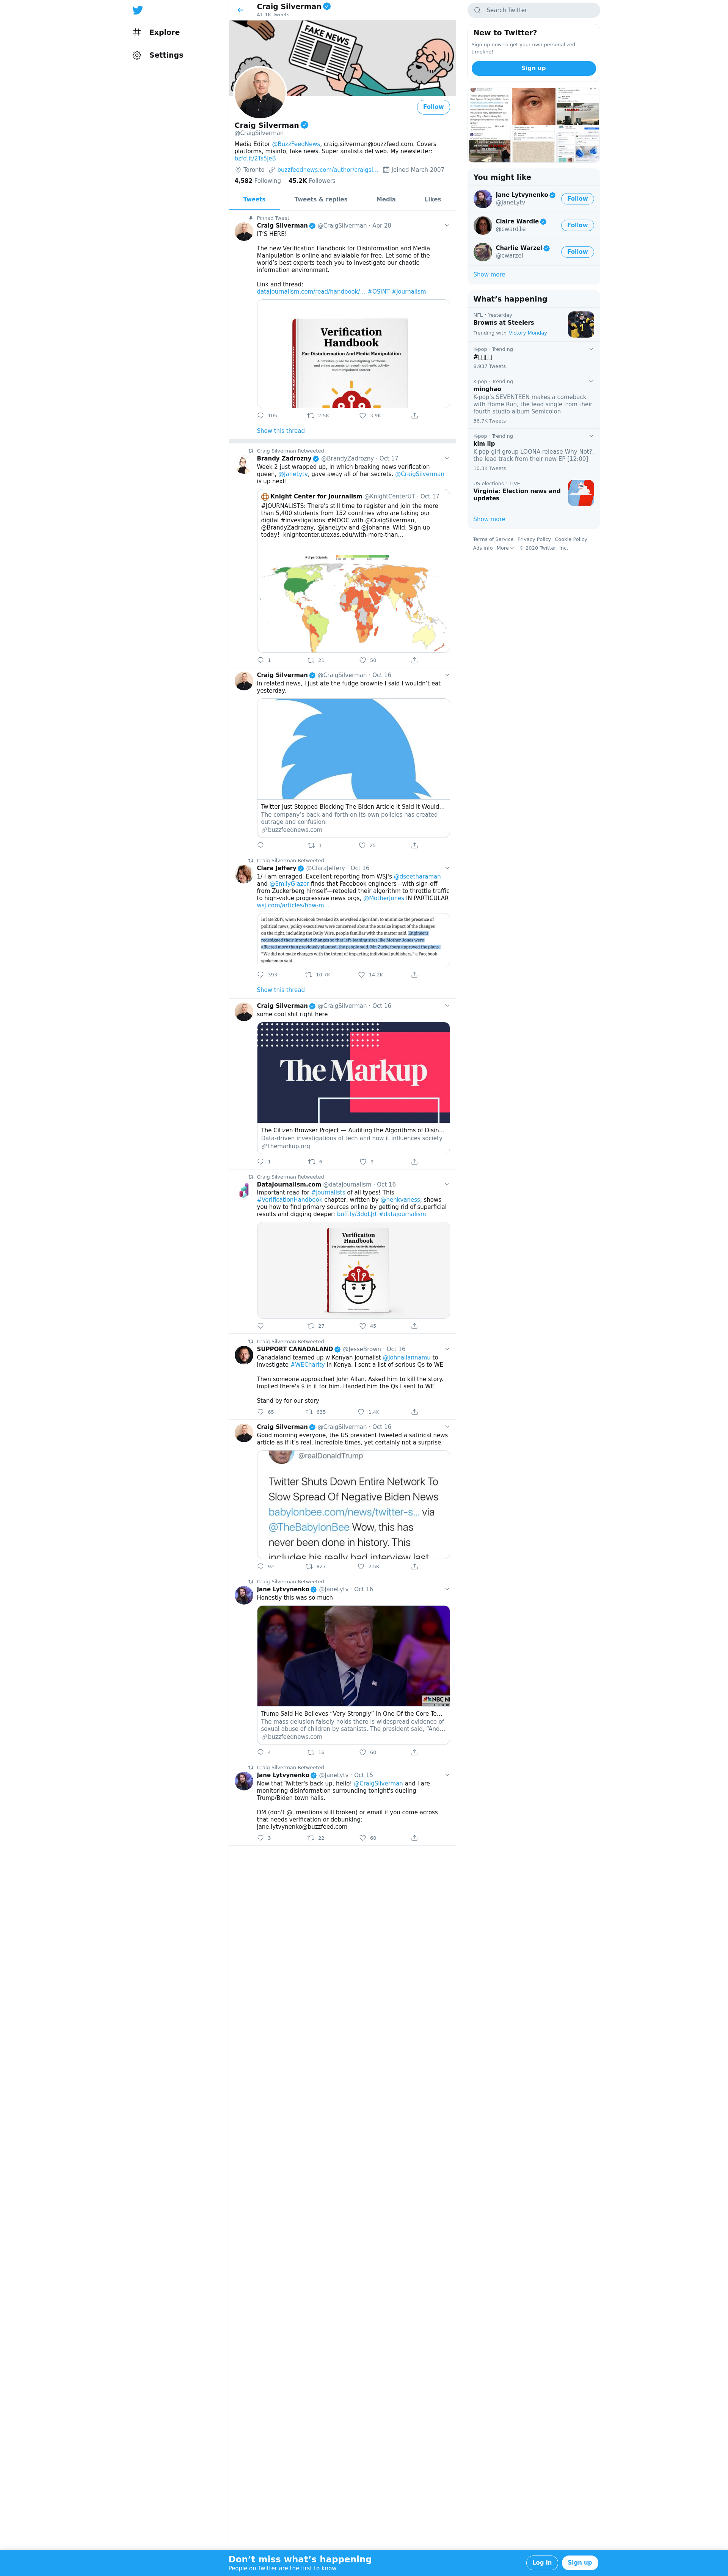 Explore
Settings
Craig Silverman
41.1K Tweets
FAKE NEWS
Follow
Craig Silverman
@CraigSilverman
Media Editor @BuzzFeedNews, craig.silverman@buzzfeed.com. Covers
platforms, misinfo, fake news. Super analista del web. My newsletter:
bzfd.it/2Ts5jeB
Toronto buzzfeednews.com/author/craigsi… Joined March 2007
4,582 Following 45.2K Followers
Tweets Tweets & replies Media Likes
Pinned Tweet
Craig Silverman @CraigSilverman · Apr 28
IT'S HERE!
The new Verification Handbook for Disinformation and Media
Manipulation is online and avialable for free. Let some of the
world's best experts teach you to investigate our chaotic
information environment.
Link and thread:
datajournalism.com/read/handbook/… #OSINT #Journalism
Verification
Handbook
For Disinformation And Media Manipulation
A definitive guide for investigating platforms
and online accounts to reveal inauthentic activity
and manipulated content
105 2.5K 3.9K
Show this thread
Craig Silverman Retweeted
Brandy Zadrozny @BrandyZadrozny · Oct 17
Week 2 just wrapped up, in which breaking news verification
queen, @JaneLytv, gave away all of her secrets. @CraigSilverman
is up next!
Knight Center for Journalism @KnightCenterUT · Oct 17
#JOURNALISTS: There's still time to register and join the more
than 5,400 students from 152 countries who are taking our
digital #investigations #MOOC with @CraigSilverman,
@BrandyZadrozny, @JaneLytv and @Johanna_Wild. Sign up
today! knightcenter.utexas.edu/with-more-than…
# of participants
1 21 50
Craig Silverman @CraigSilverman · Oct 16
In related news, I just ate the fudge brownie I said I wouldn't eat
yesterday.
Twitter Just Stopped Blocking The Biden Article It Said It Would…
The company's back-and-forth on its own policies has created
outrage and confusion.
buzzfeednews.com
1 25
Craig Silverman Retweeted
Clara Jeffery @ClaraJeffery · Oct 16
1/ I am enraged. Excellent reporting from WSJ's @dseetharaman
and @EmilyGlazer finds that Facebook engineers—with sign-off
from Zuckerberg himself—retooled their algorithm to throttle traffic
to high-value progressive news orgs, @MotherJones IN PARTICULAR
wsj.com/articles/how-m…
In late 2017, when Facebook tweaked its newsfeed algorithm to minimize the presence of
political news, policy executives were concerned about the outsize impact of the changes
on the right, including the Daily Wire, people familiar with the matter said. Engineers
redesigned their intended changes so that left-leaning sites like Mother Jones were
affected more than previously planned, the people said. Mr. Zuckerberg approved the plans.
"We did not make changes with the intent of impacting individual publishers," a Facebook
spokesman said.
393 10.7K 14.2K
Show this thread
Craig Silverman @CraigSilverman · Oct 16
some cool shit right here
The Markup
The Citizen Browser Project — Auditing the Algorithms of Disin…
Data-driven investigations of tech and how it influences society
themarkup.org
1 6 9
Craig Silverman Retweeted
DataJournalism.com @datajournalism · Oct 16
Important read for #journalists of all types! This
#VerificationHandbook chapter, written by @henkvaness, shows
you how to find primary sources online by getting rid of superficial
results and digging deeper: buff.ly/3dqLJrt #datajournalism
Verification
Handbook
For Disinformation And Media Manipulation
27 45
Craig Silverman Retweeted
SUPPORT CANADALAND @JesseBrown · Oct 16
Canadaland teamed up w Kenyan journalist @johnallannamu to
investigate #WECharity in Kenya. I sent a list of serious Qs to WE
Then someone approached John Allan. Asked him to kill the story.
Implied there's $ in it for him. Handed him the Qs I sent to WE
Stand by for our story
65 635 1.4K
Craig Silverman @CraigSilverman · Oct 16
Good morning everyone, the US president tweeted a satirical news
article as if it's real. Incredible times, yet certainly not a surprise.
@realDonaldTrump
Twitter Shuts Down Entire Network To
Slow Spread Of Negative Biden News
babylonbee.com/news/twitter-s… via
@TheBabylonBee Wow, this has
never been done in history. This
includes his really bad interview last
92 827 2.5K
Craig Silverman Retweeted
Jane Lytvynenko @JaneLytv · Oct 16
Honestly this was so much
NBC N
LIVE
Trump Said He Believes "Very Strongly" In One Of the Core Te…
The mass delusion falsely holds there is widespread evidence of
sexual abuse of children by satanists. The president said, "And…
buzzfeednews.com
4 16 60
Craig Silverman Retweeted
Jane Lytvynenko @JaneLytv · Oct 15
Now that Twitter's back up, hello! @CraigSilverman and I are
monitoring disinformation surrounding tonight's dueling
Trump/Biden town halls.
DM (don't @, mentions still broken) or email if you come across
that needs verification or debunking:
jane.lytvynenko@buzzfeed.com
3 22 60
Search Twitter
New to Twitter?
Sign up now to get your own personalized
timeline!
Sign up
You might like
Jane Lytvynenko
@JaneLytv
Follow
Claire Wardle
@cward1e
Follow
Charlie Warzel
@cwarzel
Follow
Show more
What's happening
NFL · Yesterday
Browns at Steelers
Trending with Victory Monday
K-pop · Trending
#
8,937 Tweets
K-pop · Trending
minghao
K-pop's SEVENTEEN makes a comeback
with Home Run, the lead single from their
fourth studio album Semicolon
36.7K Tweets
K-pop · Trending
kim lip
K-pop girl group LOONA release Why Not?,
the lead track from their new EP [12:00]
10.3K Tweets
US elections · LIVE
Virginia: Election news and
updates
Show more
Terms of Service Privacy Policy Cookie Policy
Ads info More © 2020 Twitter, Inc.
Don't miss what's happening
People on Twitter are the first to know.
Log in
Sign up